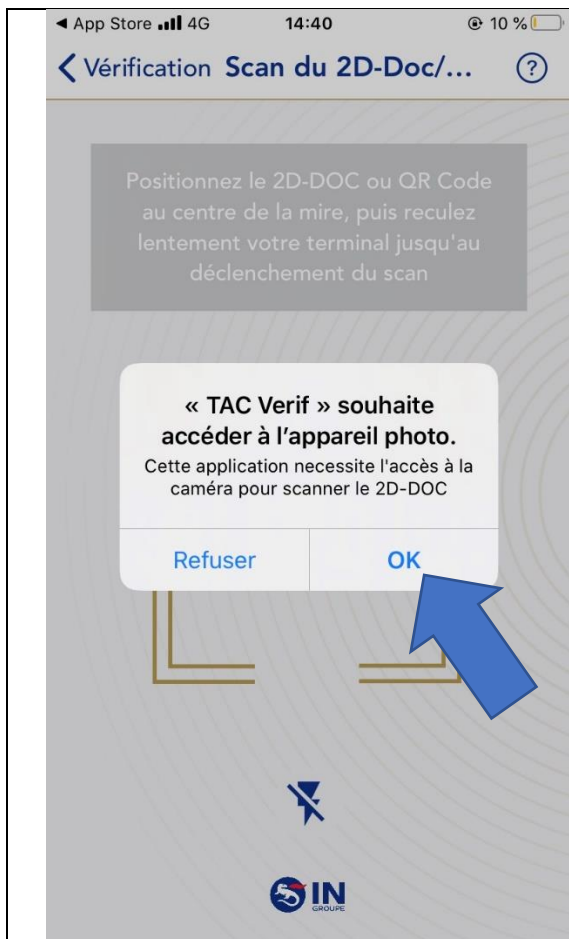 App Store 4G 14:40 10 %
Vérification Scan du 2D-Doc/... ?
Positionnez le 2D-DOC ou QR Code
au centre de la mire, puis reculez
lentement votre terminal jusqu'au
déclenchement du scan
« TAC Verif » souhaite
accéder à l'appareil photo.
Cette application necessite l'accès à la
caméra pour scanner le 2D-DOC
Refuser OK
IN
GROUPE